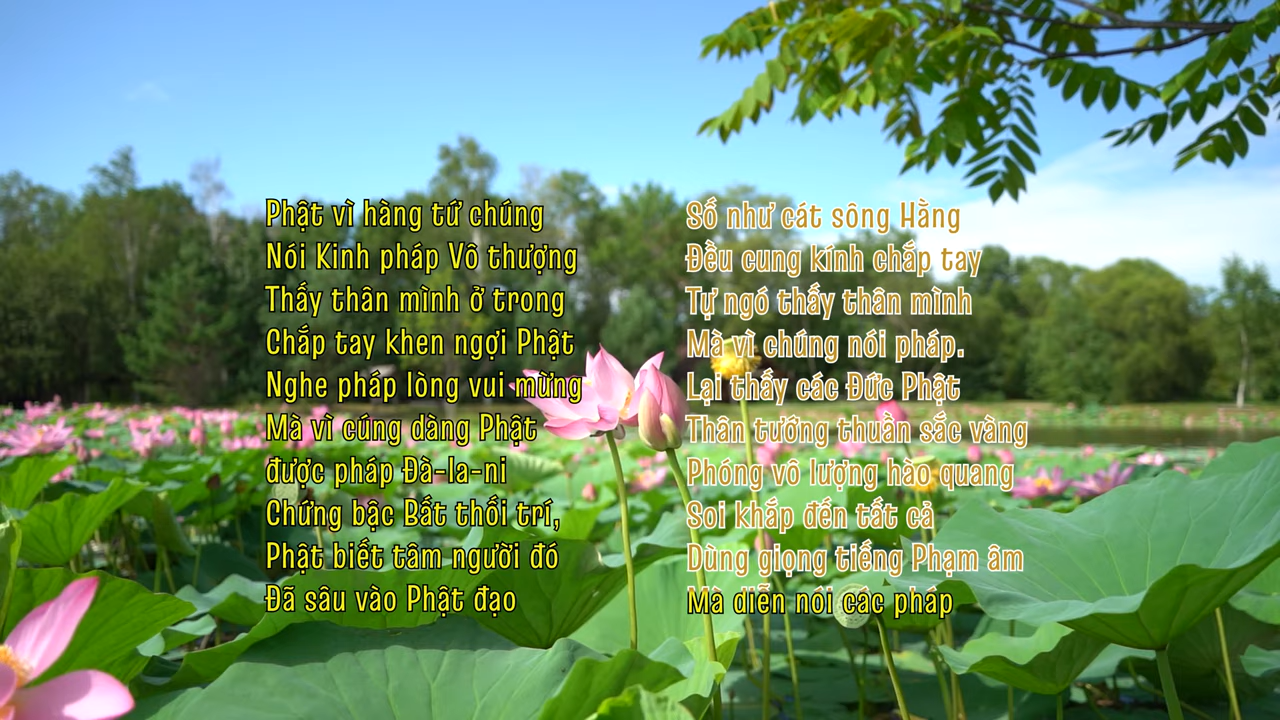 Phật vì hàng tứ chúng
Nói Kinh pháp Vô thượng
Thấy thân mình ở trong
Chắp tay khen ngợi Phật
Nghe pháp lòng vui mừng
Mà vì cúng dàng Phật
được pháp Đà-la-ni
Chứng bậc Bất thối trí,
Phật biết tâm người đó
Đã sâu vào Phật đạo
Số như cát sông Hằng
Đều cung kính chắp tay
Tự ngó thấy thân mình
Mà vì chúng nói pháp.
Lại thấy các Đức Phật
Thân tướng thuần sắc vàng
Phóng vô lượng hào quang
Soi khắp đến tất cả
Dùng giọng tiếng Phạm âm
Mà diễn nói các pháp